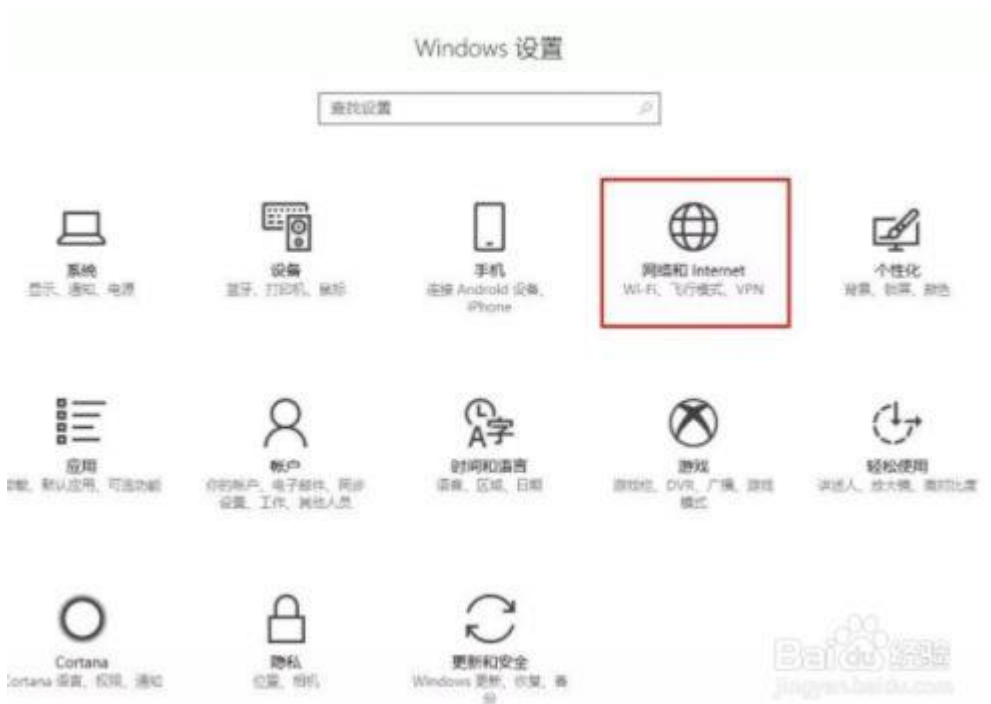 Windows 设置
查找设置
系统
显示、通知、电源
设备
蓝牙、打印机、鼠标
手机
连接 Android 设备、
iPhone
网络和 Internet
Wi-Fi、飞行模式、VPN
个性化
背景、锁屏、颜色
应用
默认应用、可选功能
帐户
你的帐户、电子邮件、同步
设置、工作、其他人员
时间和语言
语音、区域、日期
游戏
游戏栏、DVR、广播、游戏
模式
轻松使用
讲述人、放大镜、高对比度
Cortana
Cortana 语言、权限、通知
隐私
位置、相机
更新和安全
Windows 更新、恢复、备
份
Baidu 经验
jingyan.baidu.com